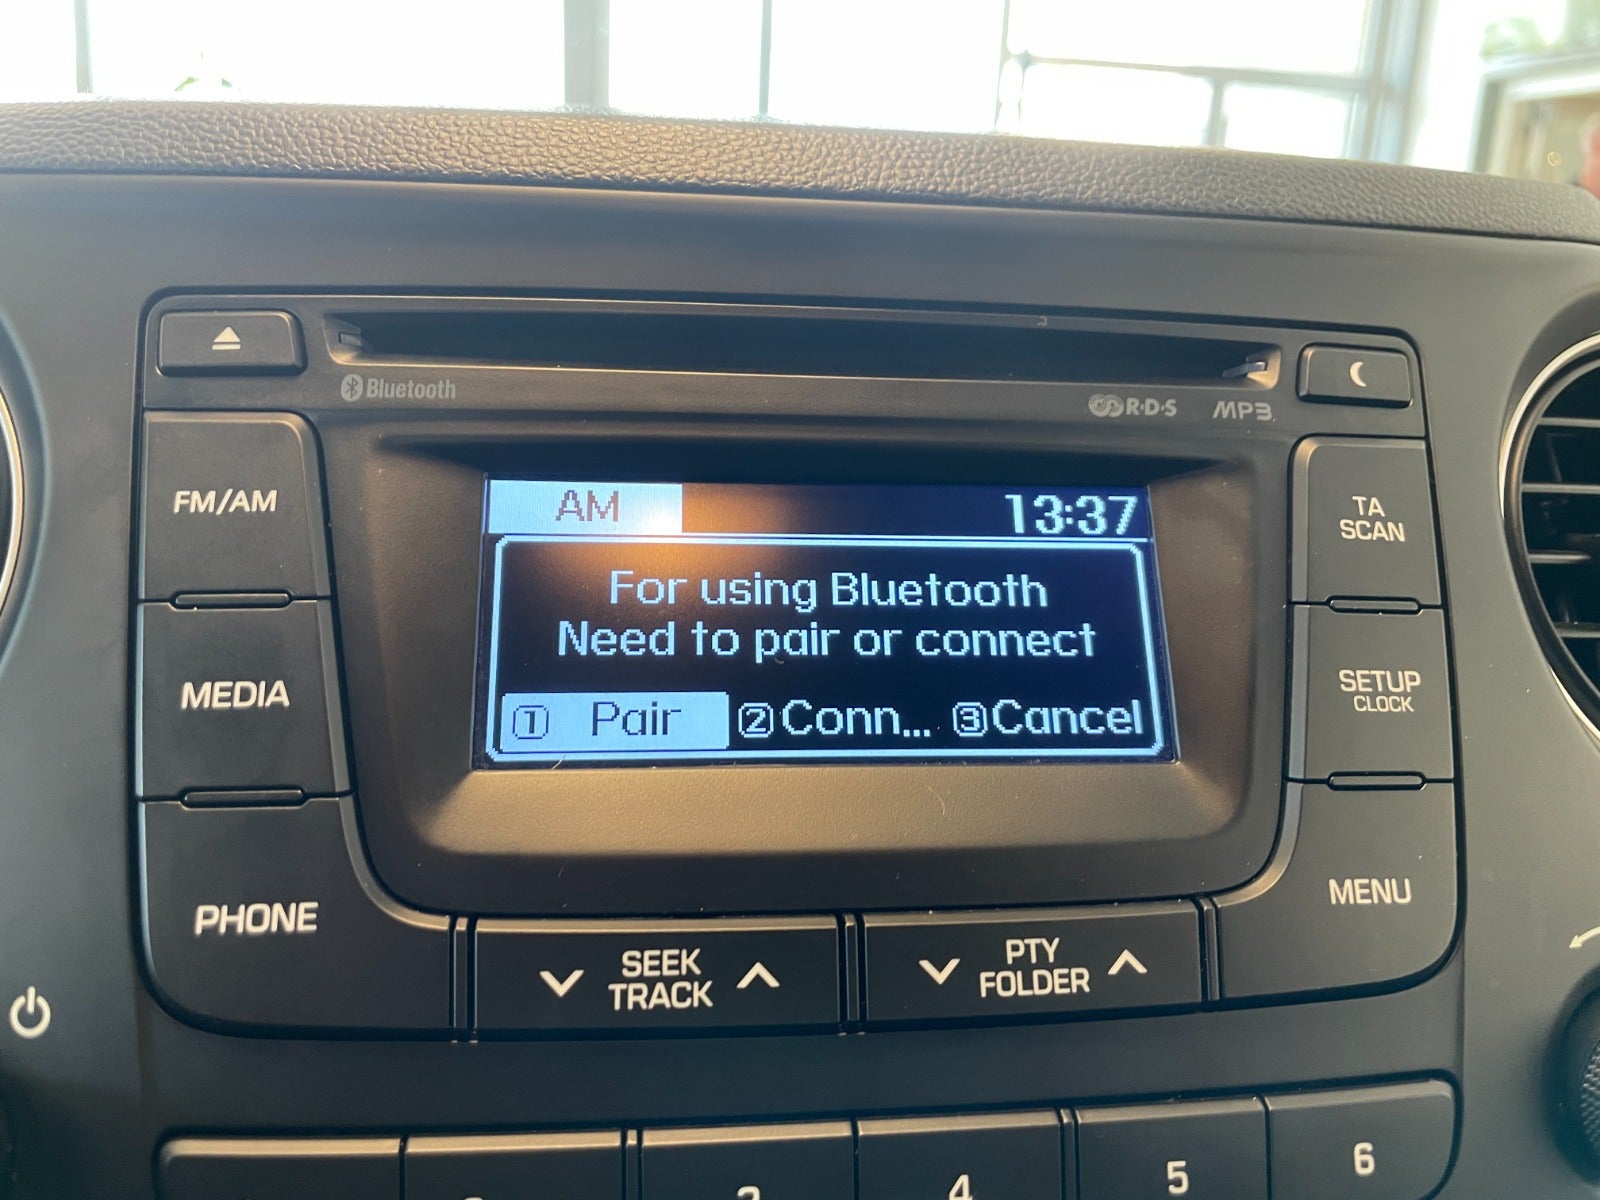 Bluetooth
R·D·S
MP3
FM/AM
MEDIA
PHONE
AM
13:37
For using Bluetooth
Need to pair or connect
① Pair
②Conn...
③Cancel
TA
SCAN
SETUP
CLOCK
MENU
SEEK
TRACK
PTY
FOLDER
4
5
6